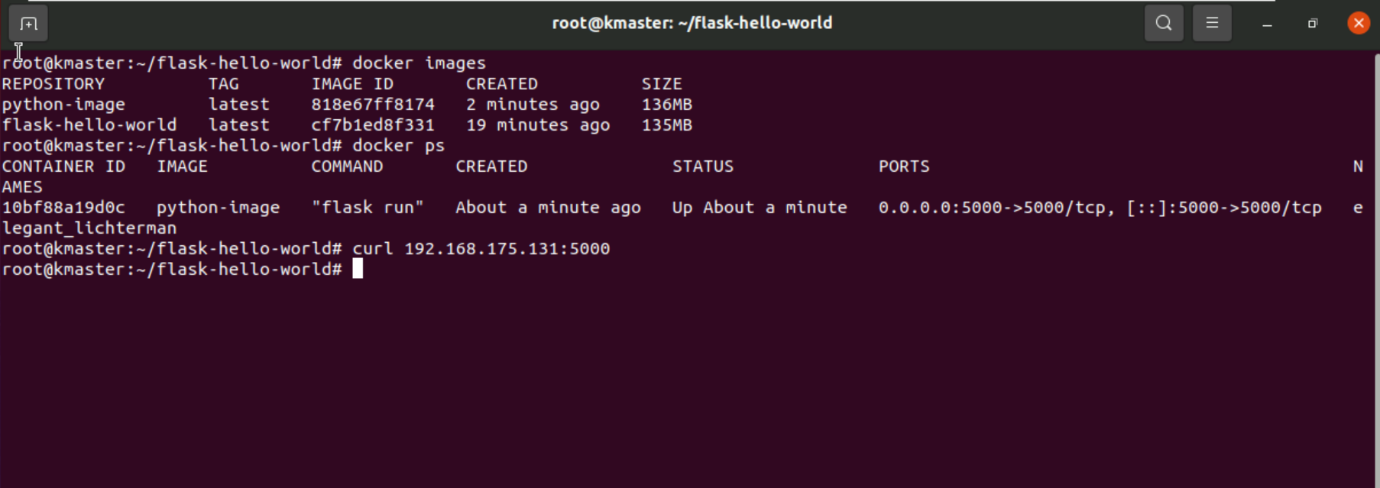 root@kmaster: ~/flask-hello-world
root@kmaster:~/flask-hello-world# docker images
REPOSITORY          TAG       IMAGE ID       CREATED          SIZE
python-image        latest    818e67ff8174   2 minutes ago    136MB
flask-hello-world   latest    cf7b1ed8f331   19 minutes ago   135MB
root@kmaster:~/flask-hello-world# docker ps
CONTAINER ID   IMAGE          COMMAND       CREATED              STATUS              PORTS                                         N
AMES
10bf88a19d0c   python-image   "flask run"   About a minute ago   Up About a minute   0.0.0.0:5000->5000/tcp, [::]:5000->5000/tcp   e
legant_lichterman
root@kmaster:~/flask-hello-world# curl 192.168.175.131:5000
root@kmaster:~/flask-hello-world#